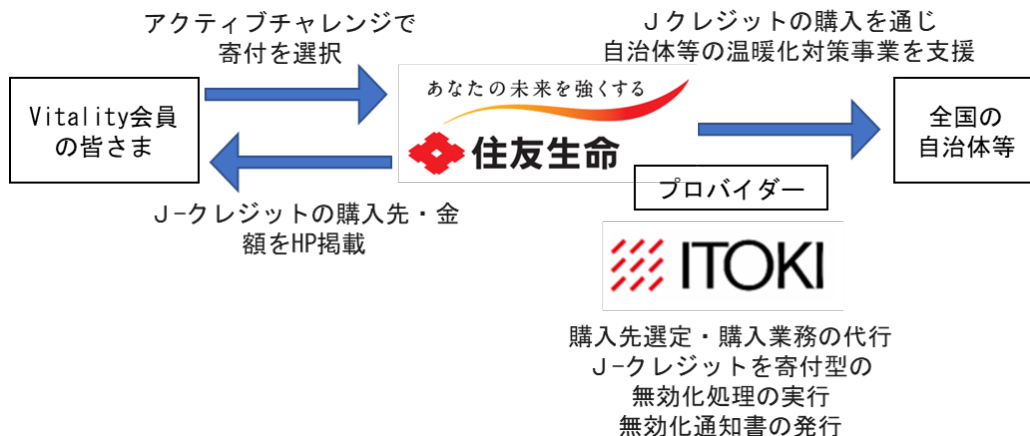 アクティブチャレンジで
寄付を選択
Jクレジットの購入を通じ
自治体等の温暖化対策事業を支援
Vitality会員
の皆さま
あなたの未来を強くする
住友生命
全国の
自治体等
プロバイダー
J-クレジットの購入先・金
額をHP掲載
ITOKI
購入先選定・購入業務の代行
J-クレジットを寄付型の
無効化処理の実行
無効化通知書の発行